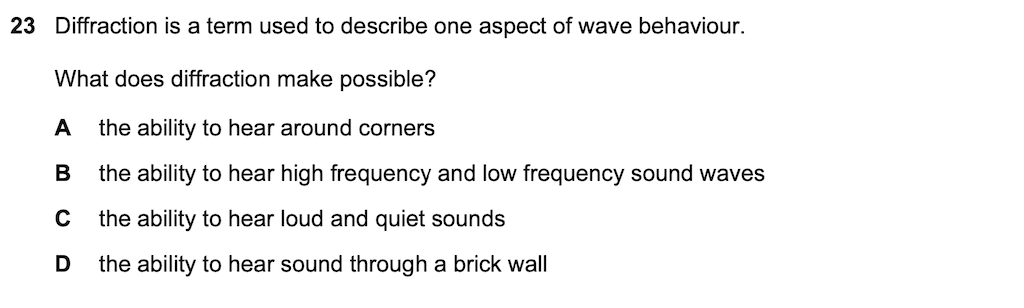 23 Diffraction is a term used to describe one aspect of wave behaviour.
What does diffraction make possible?
A the ability to hear around corners
B the ability to hear high frequency and low frequency sound waves
C the ability to hear loud and quiet sounds
D the ability to hear sound through a brick wall